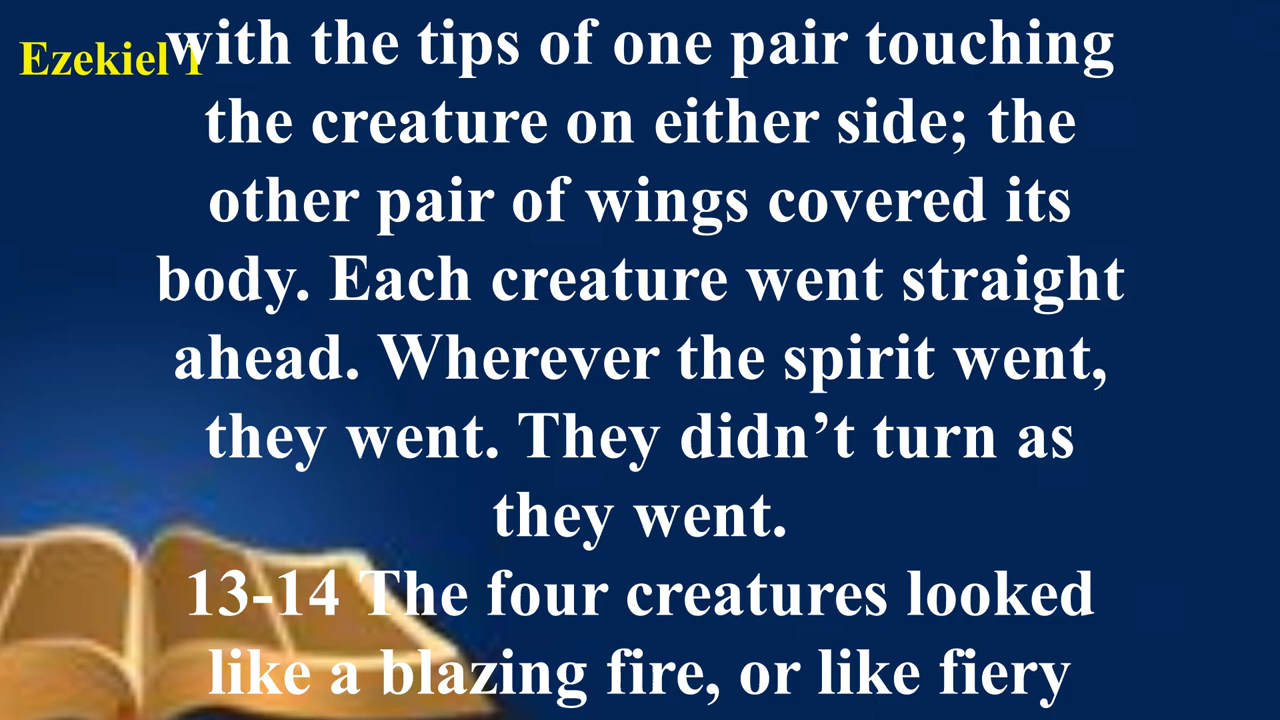 Ezekiel 1
with the tips of one pair touching
the creature on either side; the
other pair of wings covered its
body. Each creature went straight
ahead. Wherever the spirit went,
they went. They didn’t turn as
they went.
13-14 The four creatures looked
like a blazing fire, or like fiery